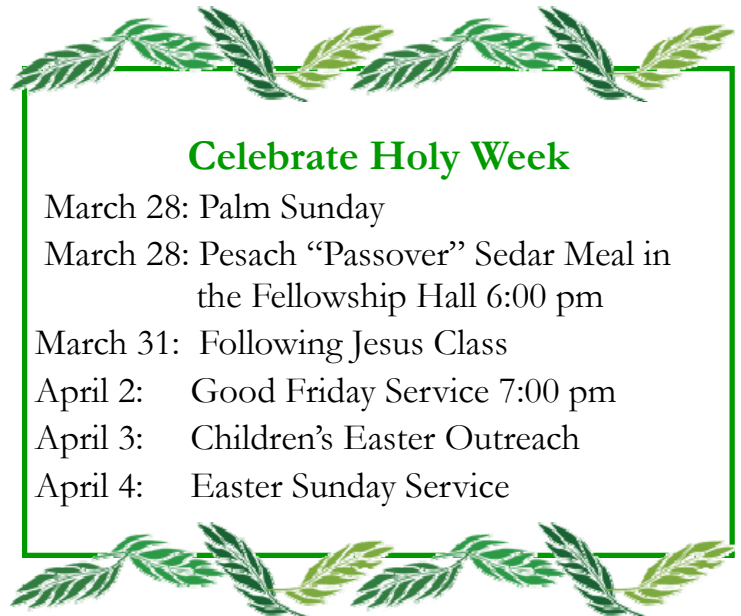 Celebrate Holy Week
March 28: Palm Sunday
March 28: Pesach “Passover” Sedar Meal in
the Fellowship Hall 6:00 pm
March 31: Following Jesus Class
April 2: Good Friday Service 7:00 pm
April 3: Children’s Easter Outreach
April 4: Easter Sunday Service